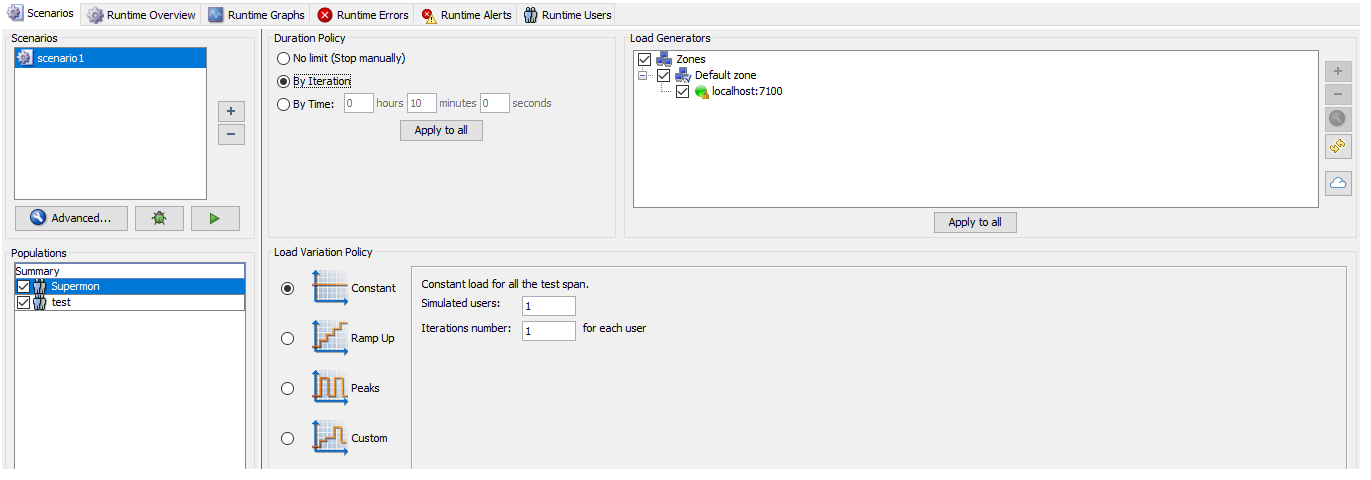 Scenarios Runtime Overview Runtime Graphs Runtime Errors Runtime Alerts Runtime Users
Scenarios
scenario1
+
−
Advanced...
Populations
Summary
Supermon
test
Duration Policy
No limit (Stop manually)
By Iteration
By Time: 0 hours 10 minutes 0 seconds
Apply to all
Load Generators
Zones
Default zone
localhost:7100
+
−
Apply to all
Load Variation Policy
Constant
Ramp Up
Peaks
Custom
Constant load for all the test span.
Simulated users: 1
Iterations number: 1 for each user